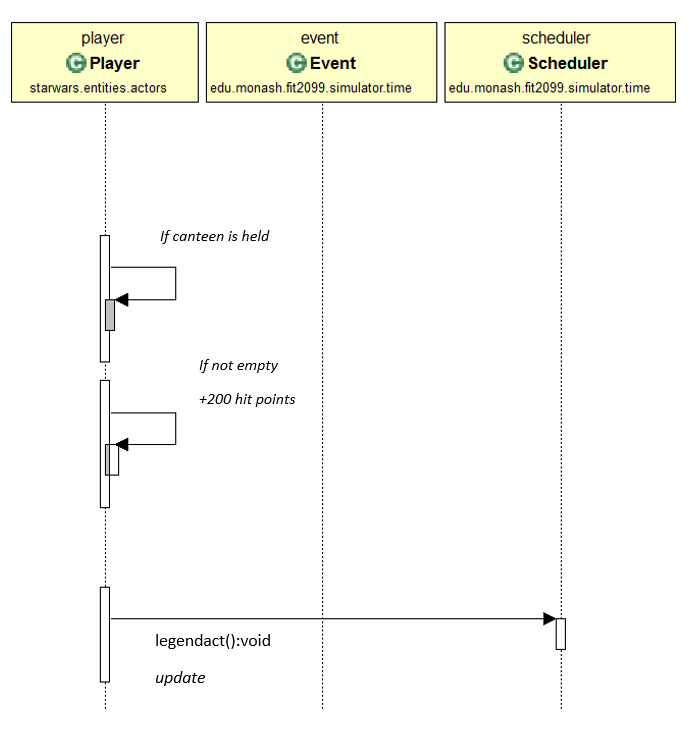 player
C Player
starwars.entities.actors
event
C Event
edu.monash.fit2099.simulator.time
scheduler
C Scheduler
edu.monash.fit2099.simulator.time
If canteen is held
If not empty
+200 hit points
legendact():void
update